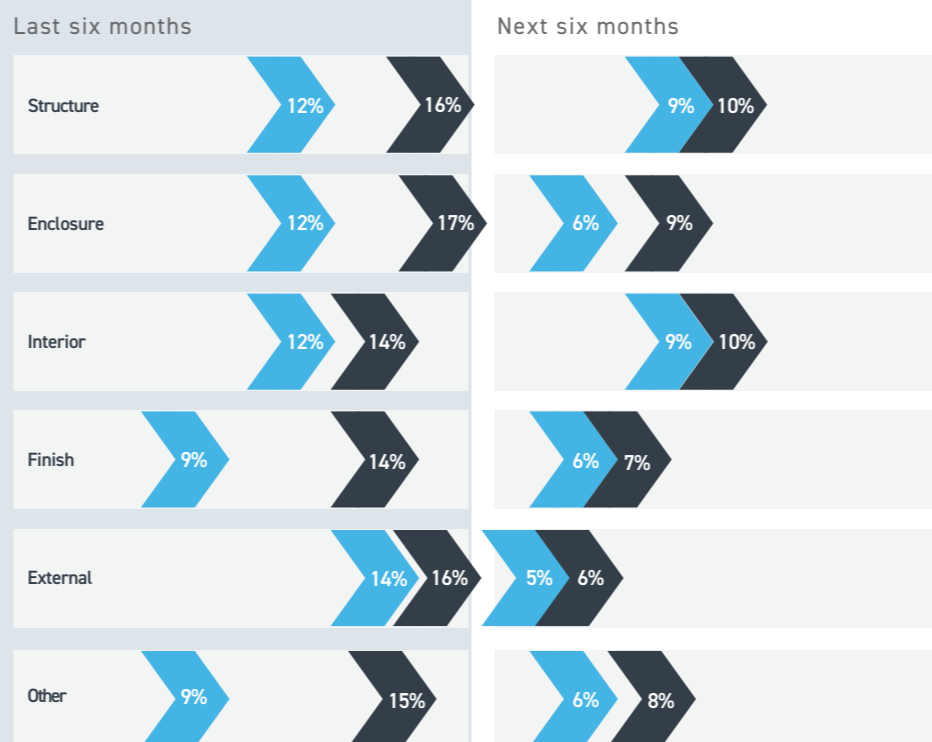 Last six months Next six months
Structure 12% 16% 9% 10%
Enclosure 12% 17% 6% 9%
Interior 12% 14% 9% 10%
Finish 9% 14% 6% 7%
External 14% 16% 5% 6%
Other 9% 15% 6% 8%